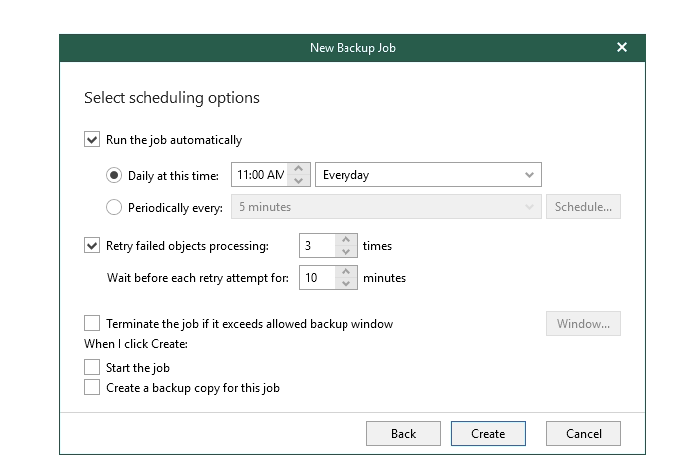 New Backup Job
Select scheduling options
Run the job automatically
Daily at this time: 11:00 AM Everyday
Periodically every: 5 minutes Schedule...
Retry failed objects processing: 3 times
Wait before each retry attempt for: 10 minutes
Terminate the job if it exceeds allowed backup window Window...
When I click Create:
Start the job
Create a backup copy for this job
Back Create Cancel